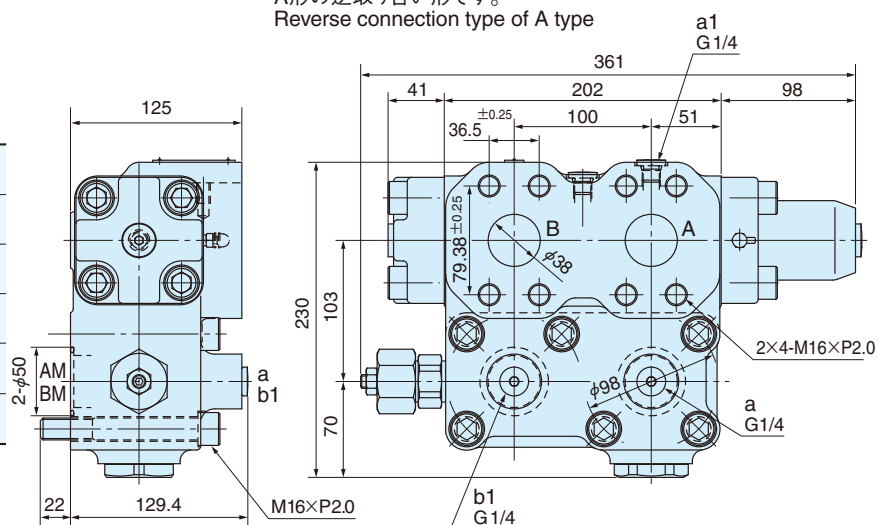 A形の逆取り合い形です。
Reverse connection type of A type
a1
G1/4
361
41
202
98
125
36.5 ±0.25
100
51
B
A
φ38
79.38 ±0.25
230
103
70
2×4-M16×P2.0
2-φ50
AM
BM
a
b1
φ98
a
G1/4
22
129.4
M16×P2.0
b1
G1/4